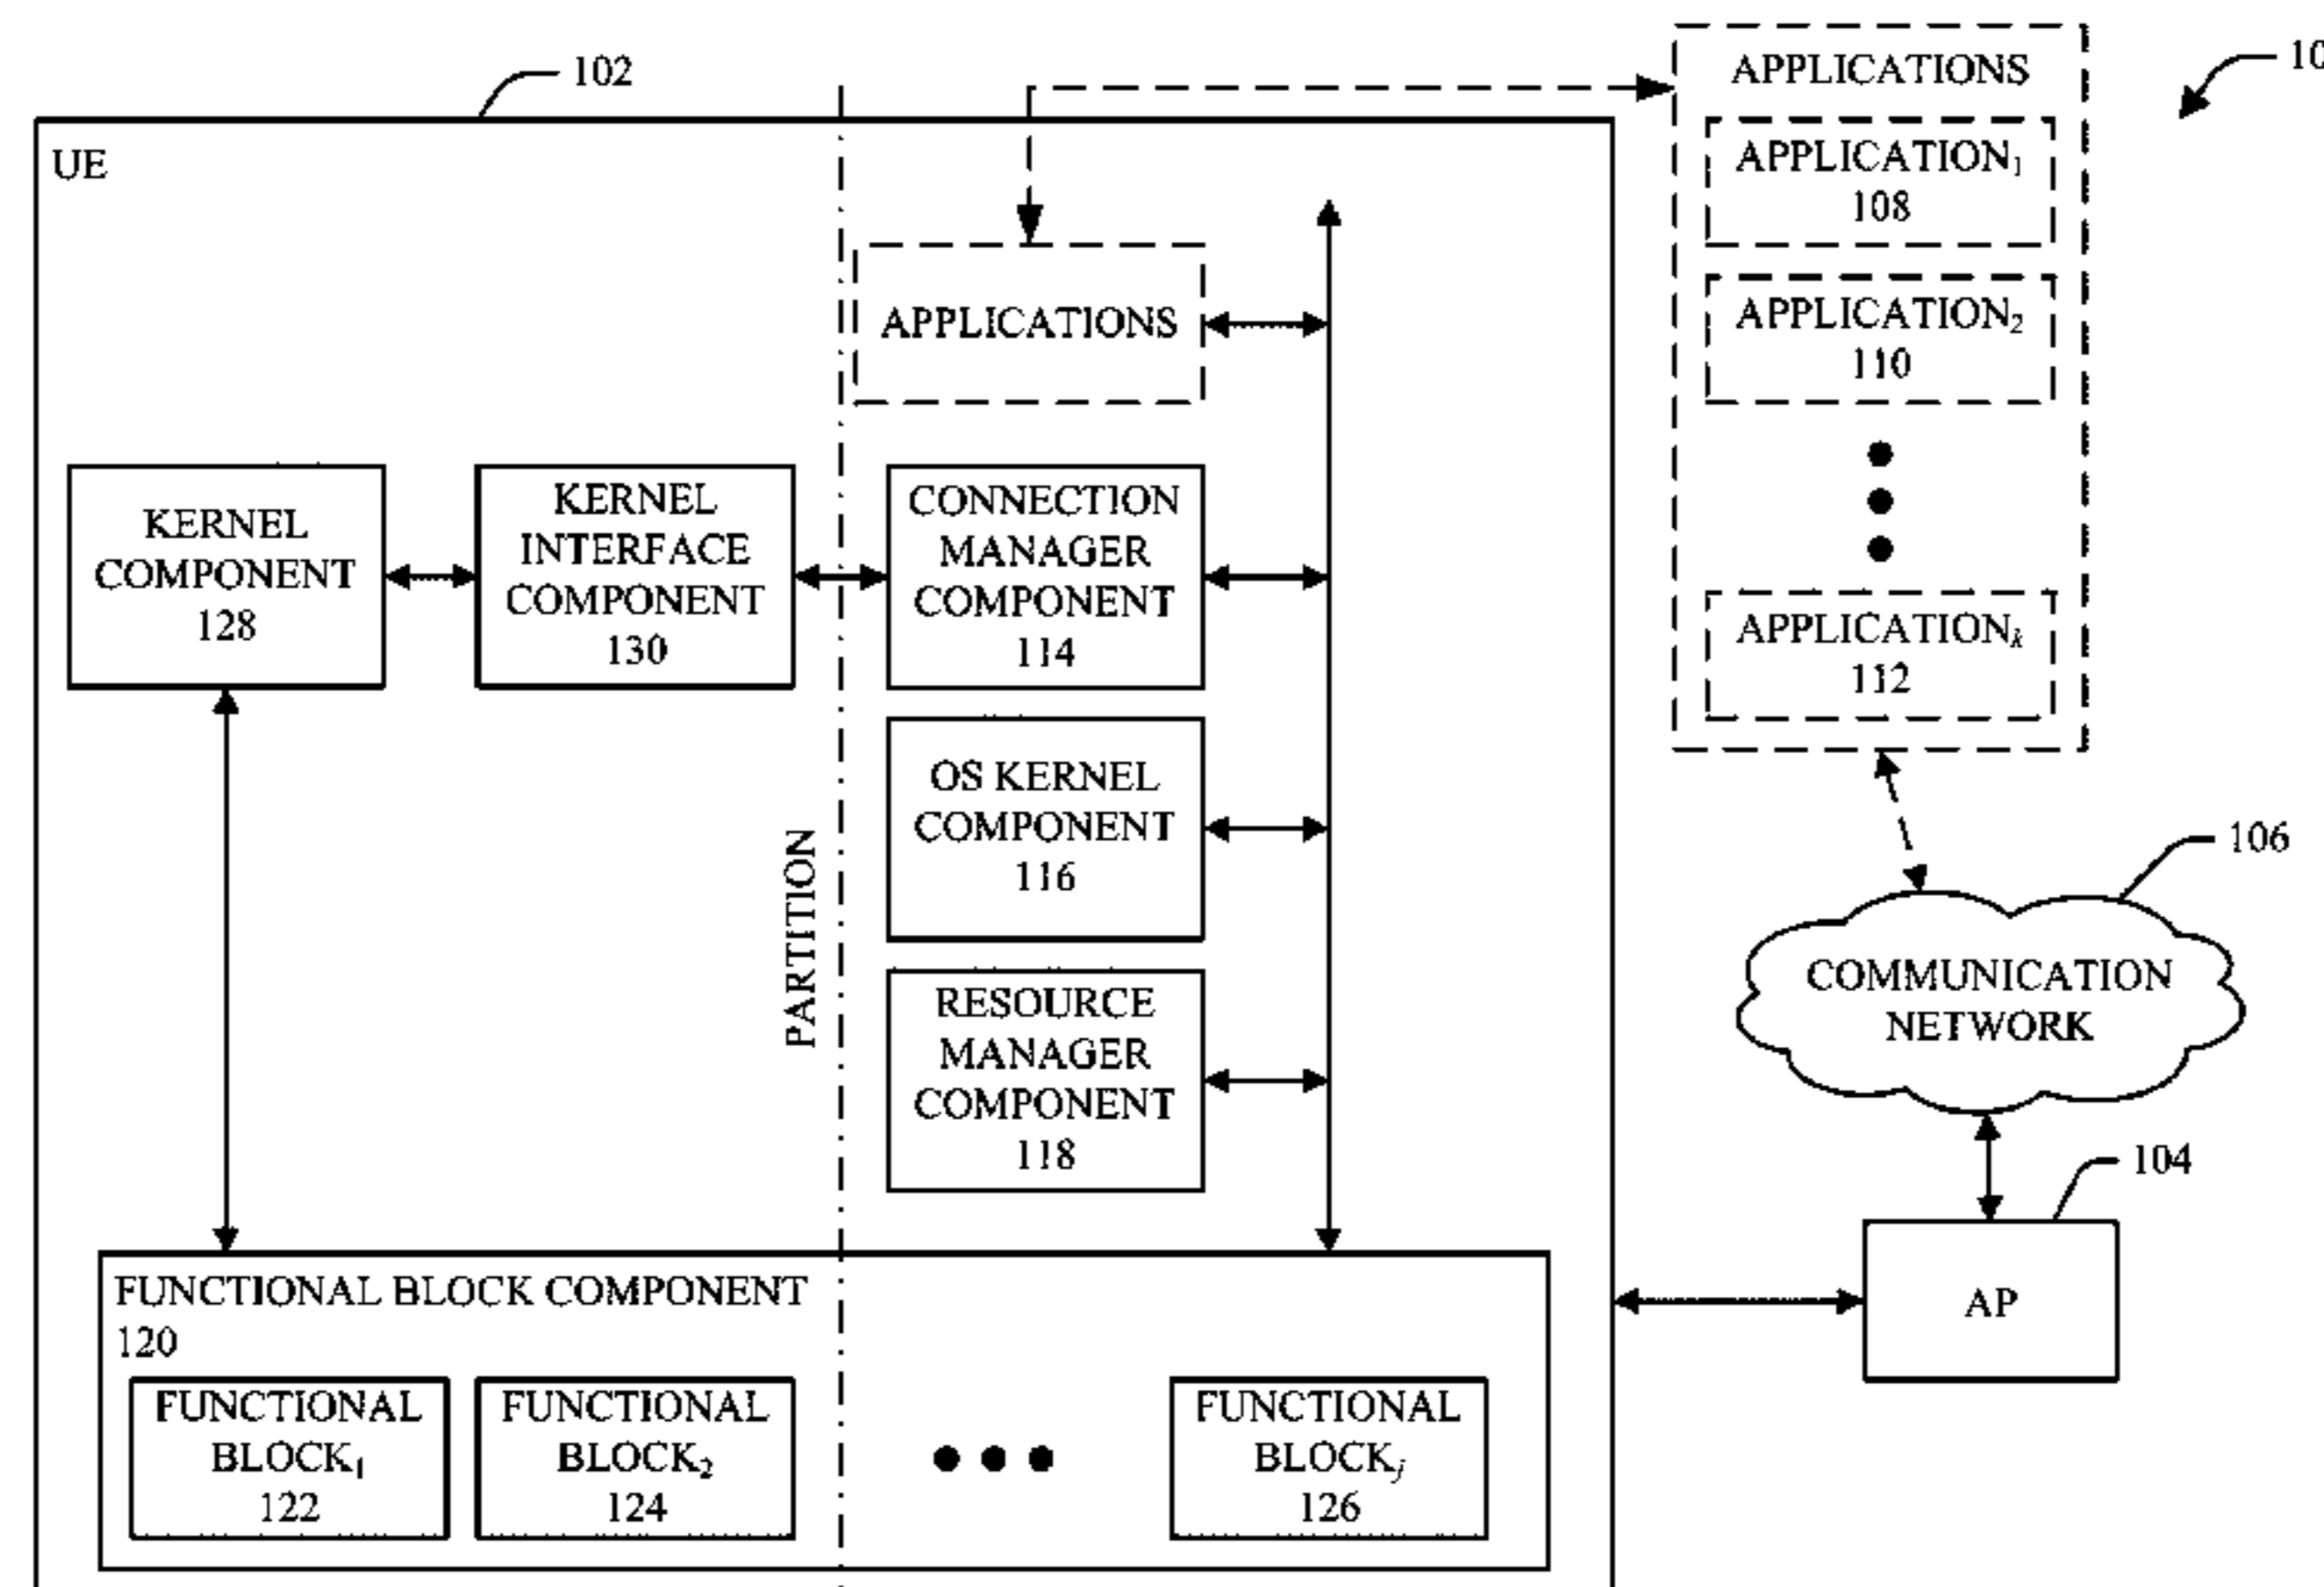 102
UE
APPLICATIONS
KERNEL
COMPONENT
128
KERNEL
INTERFACE
COMPONENT
130
CONNECTION
MANAGER
COMPONENT
114
OS KERNEL
COMPONENT
116
RESOURCE
MANAGER
COMPONENT
118
PARTITION
FUNCTIONAL BLOCK COMPONENT
120
FUNCTIONAL
BLOCK1
122
FUNCTIONAL
BLOCK2
124
FUNCTIONAL
BLOCKj
126
APPLICATIONS
APPLICATION1
108
APPLICATION2
110
APPLICATIONk
112
106
COMMUNICATION
NETWORK
104
AP